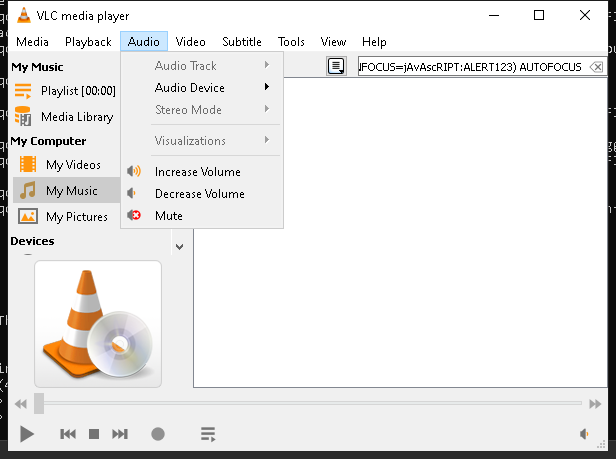 VLC media player
Media Playback Audio Video Subtitle Tools View Help
My Music
Playlist [00:00]
Media Library
My Computer
My Videos
My Music
My Pictures
Devices
Audio Track
Audio Device
Stereo Mode
Visualizations
Increase Volume
Decrease Volume
Mute
FOCUS=jAvAscRIPT:ALERT123) AUTOFOCUS